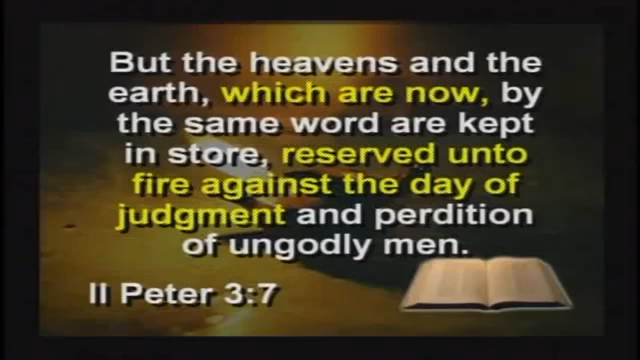 But the heavens and the
earth, which are now, by
the same word are kept
in store, reserved unto
fire against the day of
judgment and perdition
of ungodly men.
II Peter 3:7